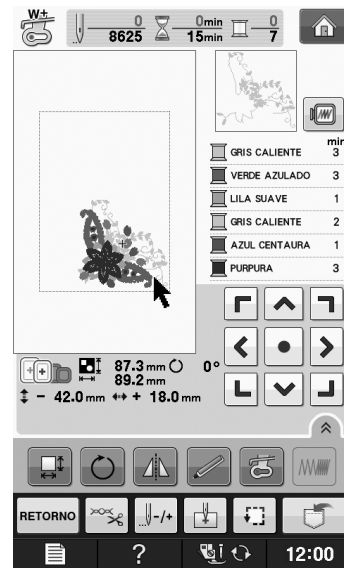 W+
0 0min 0
8625 15min 7
min
GRIS CALIENTE 3
VERDE AZULADO 3
LILA SUAVE 1
GRIS CALIENTE 2
AZUL CENTAURA 1
PURPURA 3
87.3 mm 0°
89.2 mm
- 42.0 mm + 18.0 mm
RETORNO -/+
? 12:00